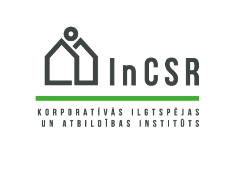 InCSR
KORPORATĪVĀS ILGTSPĒJAS
UN ATBILDĪBAS INSTITŪTS